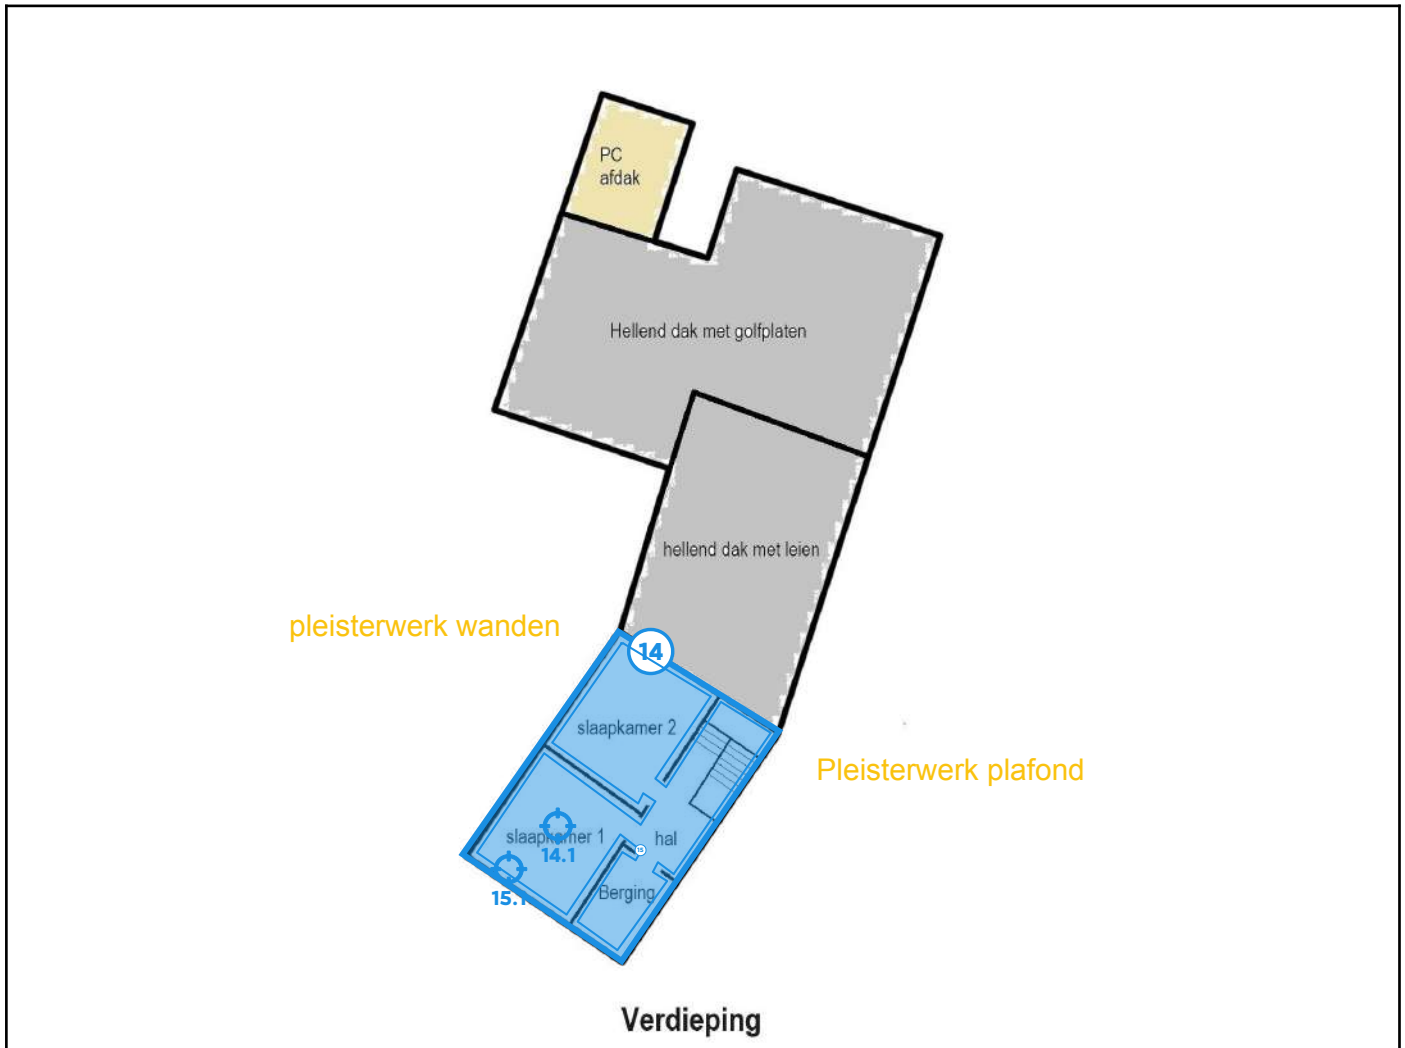 PC
afdak
Hellend dak met golfplaten
hellend dak met leien
pleisterwerk wanden
14
slaapkamer 2
Pleisterwerk plafond
slaapkamer 1
hal
14.1
15
15.1
Berging
Verdieping